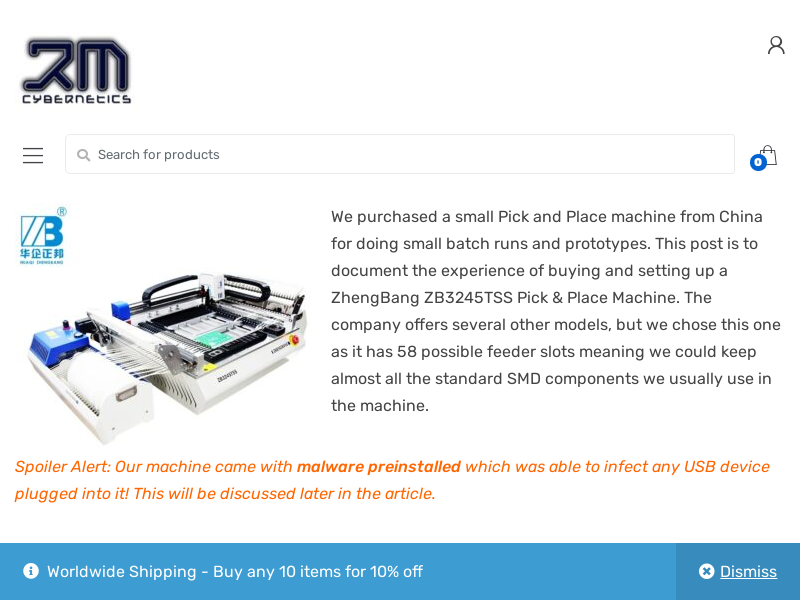 RM
CYBERNETICS
Search for products
0
®
华企正邦
HUAQI ZHENGBANG
ZB3245TSS
We purchased a small Pick and Place machine from China
for doing small batch runs and prototypes. This post is to
document the experience of buying and setting up a
ZhengBang ZB3245TSS Pick & Place Machine. The
company offers several other models, but we chose this one
as it has 58 possible feeder slots meaning we could keep
almost all the standard SMD components we usually use in
the machine.
Spoiler Alert: Our machine came with malware preinstalled which was able to infect any USB device
plugged into it! This will be discussed later in the article.
Worldwide Shipping - Buy any 10 items for 10% off
Dismiss